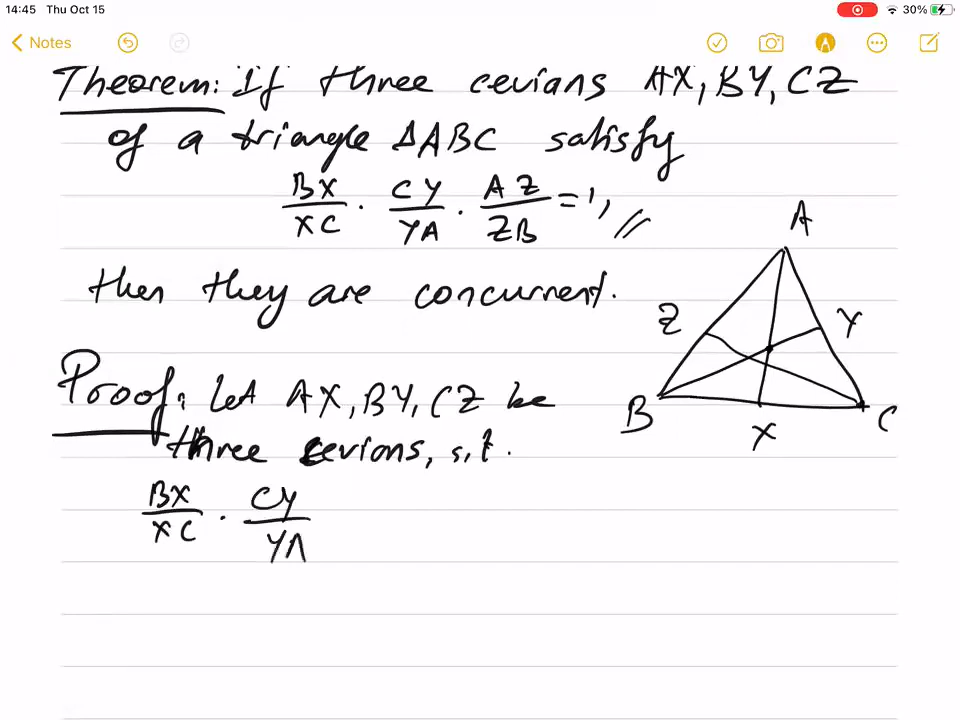 14:45 Thu Oct 15 30%
Notes
Theorem: If three cevians AX, BY, CZ
of a triangle ΔABC satisfy
BX/XC · CY/YA · AZ/ZB = 1,
then they are concurrent.
A
Z
Y
B
X
C
Proof: Let AX, BY, CZ be
three cevians, s.t.
BX/XC · CY/YA